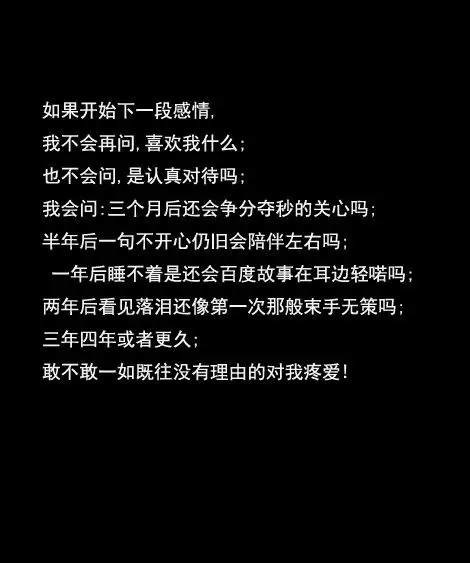 如果开始下一段感情,
我不会再问,喜欢我什么;
也不会问,是认真对待吗;
我会问:三个月后还会争分夺秒的关心吗;
半年后一句不开心仍旧会陪伴左右吗;
一年后睡不着是还会百度故事在耳边轻喏吗;
两年后看见落泪还像第一次那般束手无策吗;
三年四年或者更久;
敢不敢一如既往没有理由的对我疼爱!